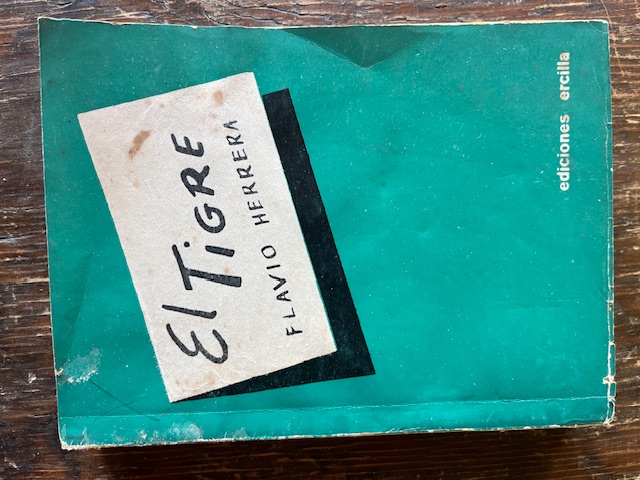 El TiGRE
FLAVIO HERRERA
ediciones ercilla